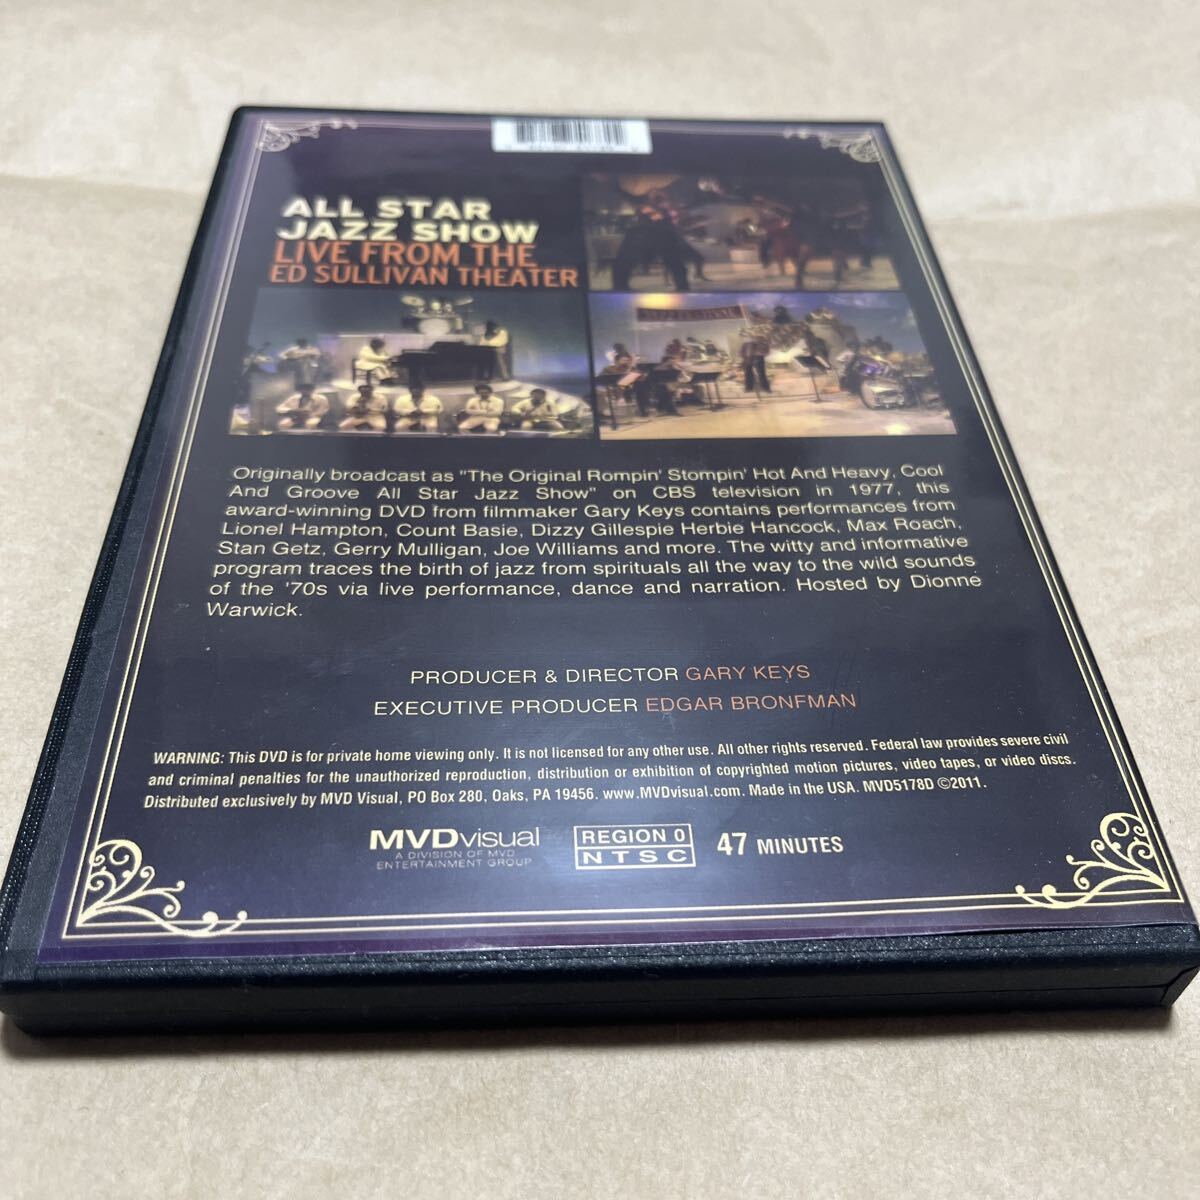 ALL STAR
JAZZ SHOW
LIVE FROM THE
ED SULLIVAN THEATER
JAZZ FESTIVAL
Originally broadcast as "The Original Rompin' Stompin' Hot And Heavy, Cool
And Groove All Star Jazz Show" on CBS television in 1977, this
award-winning DVD from filmmaker Gary Keys contains performances from
Lionel Hampton, Count Basie, Dizzy Gillespie Herbie Hancock, Max Roach,
Stan Getz, Gerry Mulligan, Joe Williams and more. The witty and informative
program traces the birth of jazz from spirituals all the way to the wild sounds
of the '70s via live performance, dance and narration. Hosted by Dionne
Warwick.
PRODUCER & DIRECTOR GARY KEYS
EXECUTIVE PRODUCER EDGAR BRONFMAN
WARNING: This DVD is for private home viewing only. It is not licensed for any other use. All other rights reserved. Federal law provides severe civil
and criminal penalties for the unauthorized reproduction, distribution or exhibition of copyrighted motion pictures, video tapes, or video discs.
Distributed exclusively by MVD Visual, PO Box 280, Oaks, PA 19456. www.MVDvisual.com. Made in the USA. MVD5178D ©2011.
MVDvisual
A DIVISION OF MVD
ENTERTAINMENT GROUP
REGION 0
NTSC
47 MINUTES